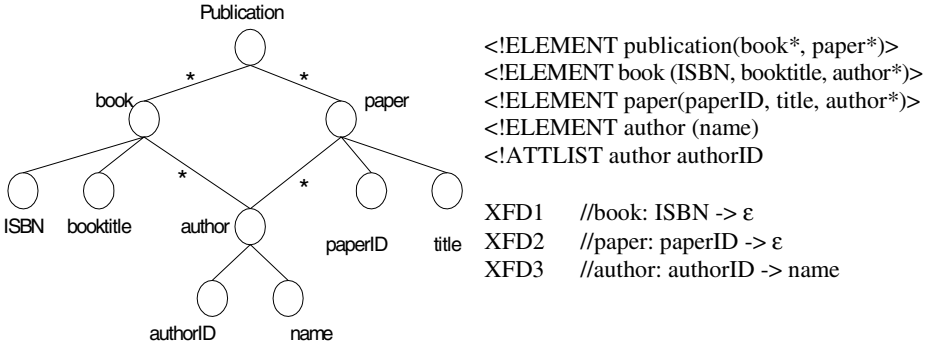 Publication
*
*
book
paper
*
*
ISBN
booktitle
author
paperID
title
authorID
name
<!ELEMENT publication(book*, paper*)>
<!ELEMENT book (ISBN, booktitle, author*)>
<!ELEMENT paper(paperID, title, author*)>
<!ELEMENT author (name)
<!ATTLIST author authorID
XFD1 //book: ISBN -> ε
XFD2 //paper: paperID -> ε
XFD3 //author: authorID -> name